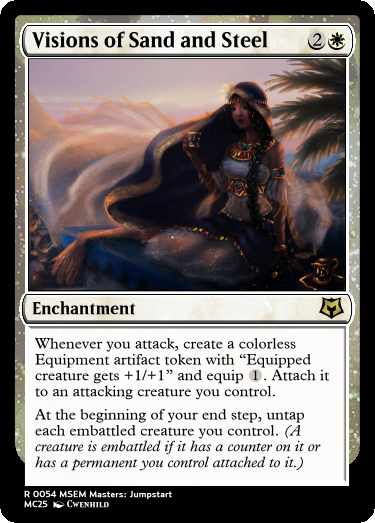 Visions of Sand and Steel 2
Enchantment
Whenever you attack, create a colorless
Equipment artifact token with “Equipped
creature gets +1/+1” and equip 1. Attach it
to an attacking creature you control.
At the beginning of your end step, untap
each embattled creature you control. (A
creature is embattled if it has a counter on it or
has a permanent you control attached to it.)
R 0054 MSEM Masters: Jumpstart
MC25 Cwenhild